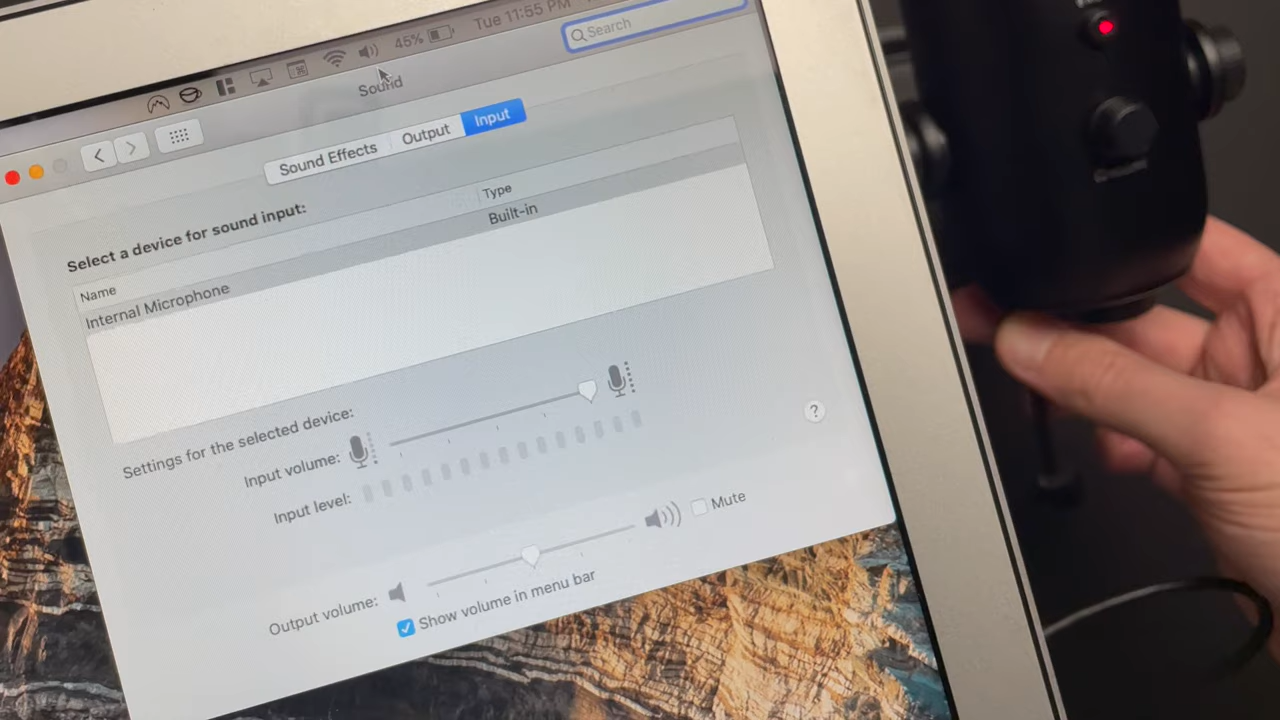 45% Tue 11:55 PM
Search
Sound
Sound Effects Output Input
Select a device for sound input:
Name Type
Internal Microphone Built-in
Settings for the selected device:
Input volume:
Input level:
?
Output volume: Mute
Show volume in menu bar